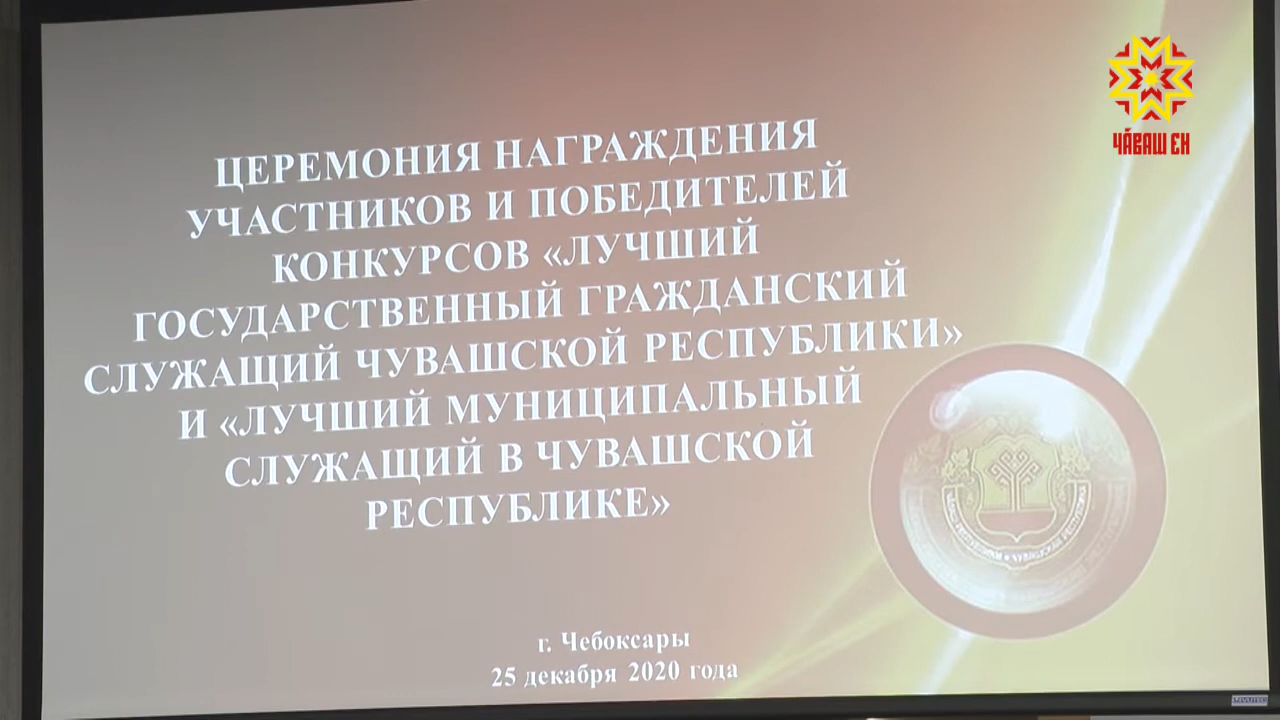 ЧӐВАШ ЕН
ЦЕРЕМОНИЯ НАГРАЖДЕНИЯ
УЧАСТНИКОВ И ПОБЕДИТЕЛЕЙ
КОНКУРСОВ «ЛУЧШИЙ
ГОСУДАРСТВЕННЫЙ ГРАЖДАНСКИЙ
СЛУЖАЩИЙ ЧУВАШСКОЙ РЕСПУБЛИКИ»
И «ЛУЧШИЙ МУНИЦИПАЛЬНЫЙ
СЛУЖАЩИЙ В ЧУВАШСКОЙ
РЕСПУБЛИКЕ»
г. Чебоксары
25 декабря 2020 года